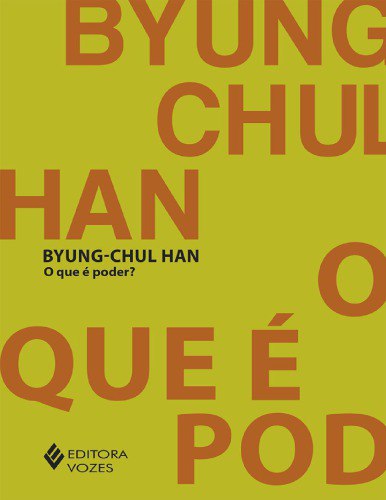 BYUNG
CHUL
HAN
BYUNG-CHUL HAN
O que é poder?
O
QUE É
POD
EDITORA
VOZES